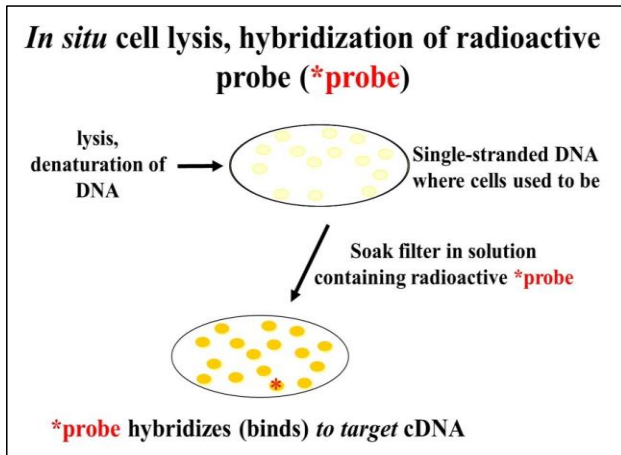 In situ cell lysis, hybridization of radioactive
probe (*probe)
lysis,
denaturation of
DNA
Single-stranded DNA
where cells used to be
Soak filter in solution
containing radioactive *probe
*
*probe hybridizes (binds) to target cDNA